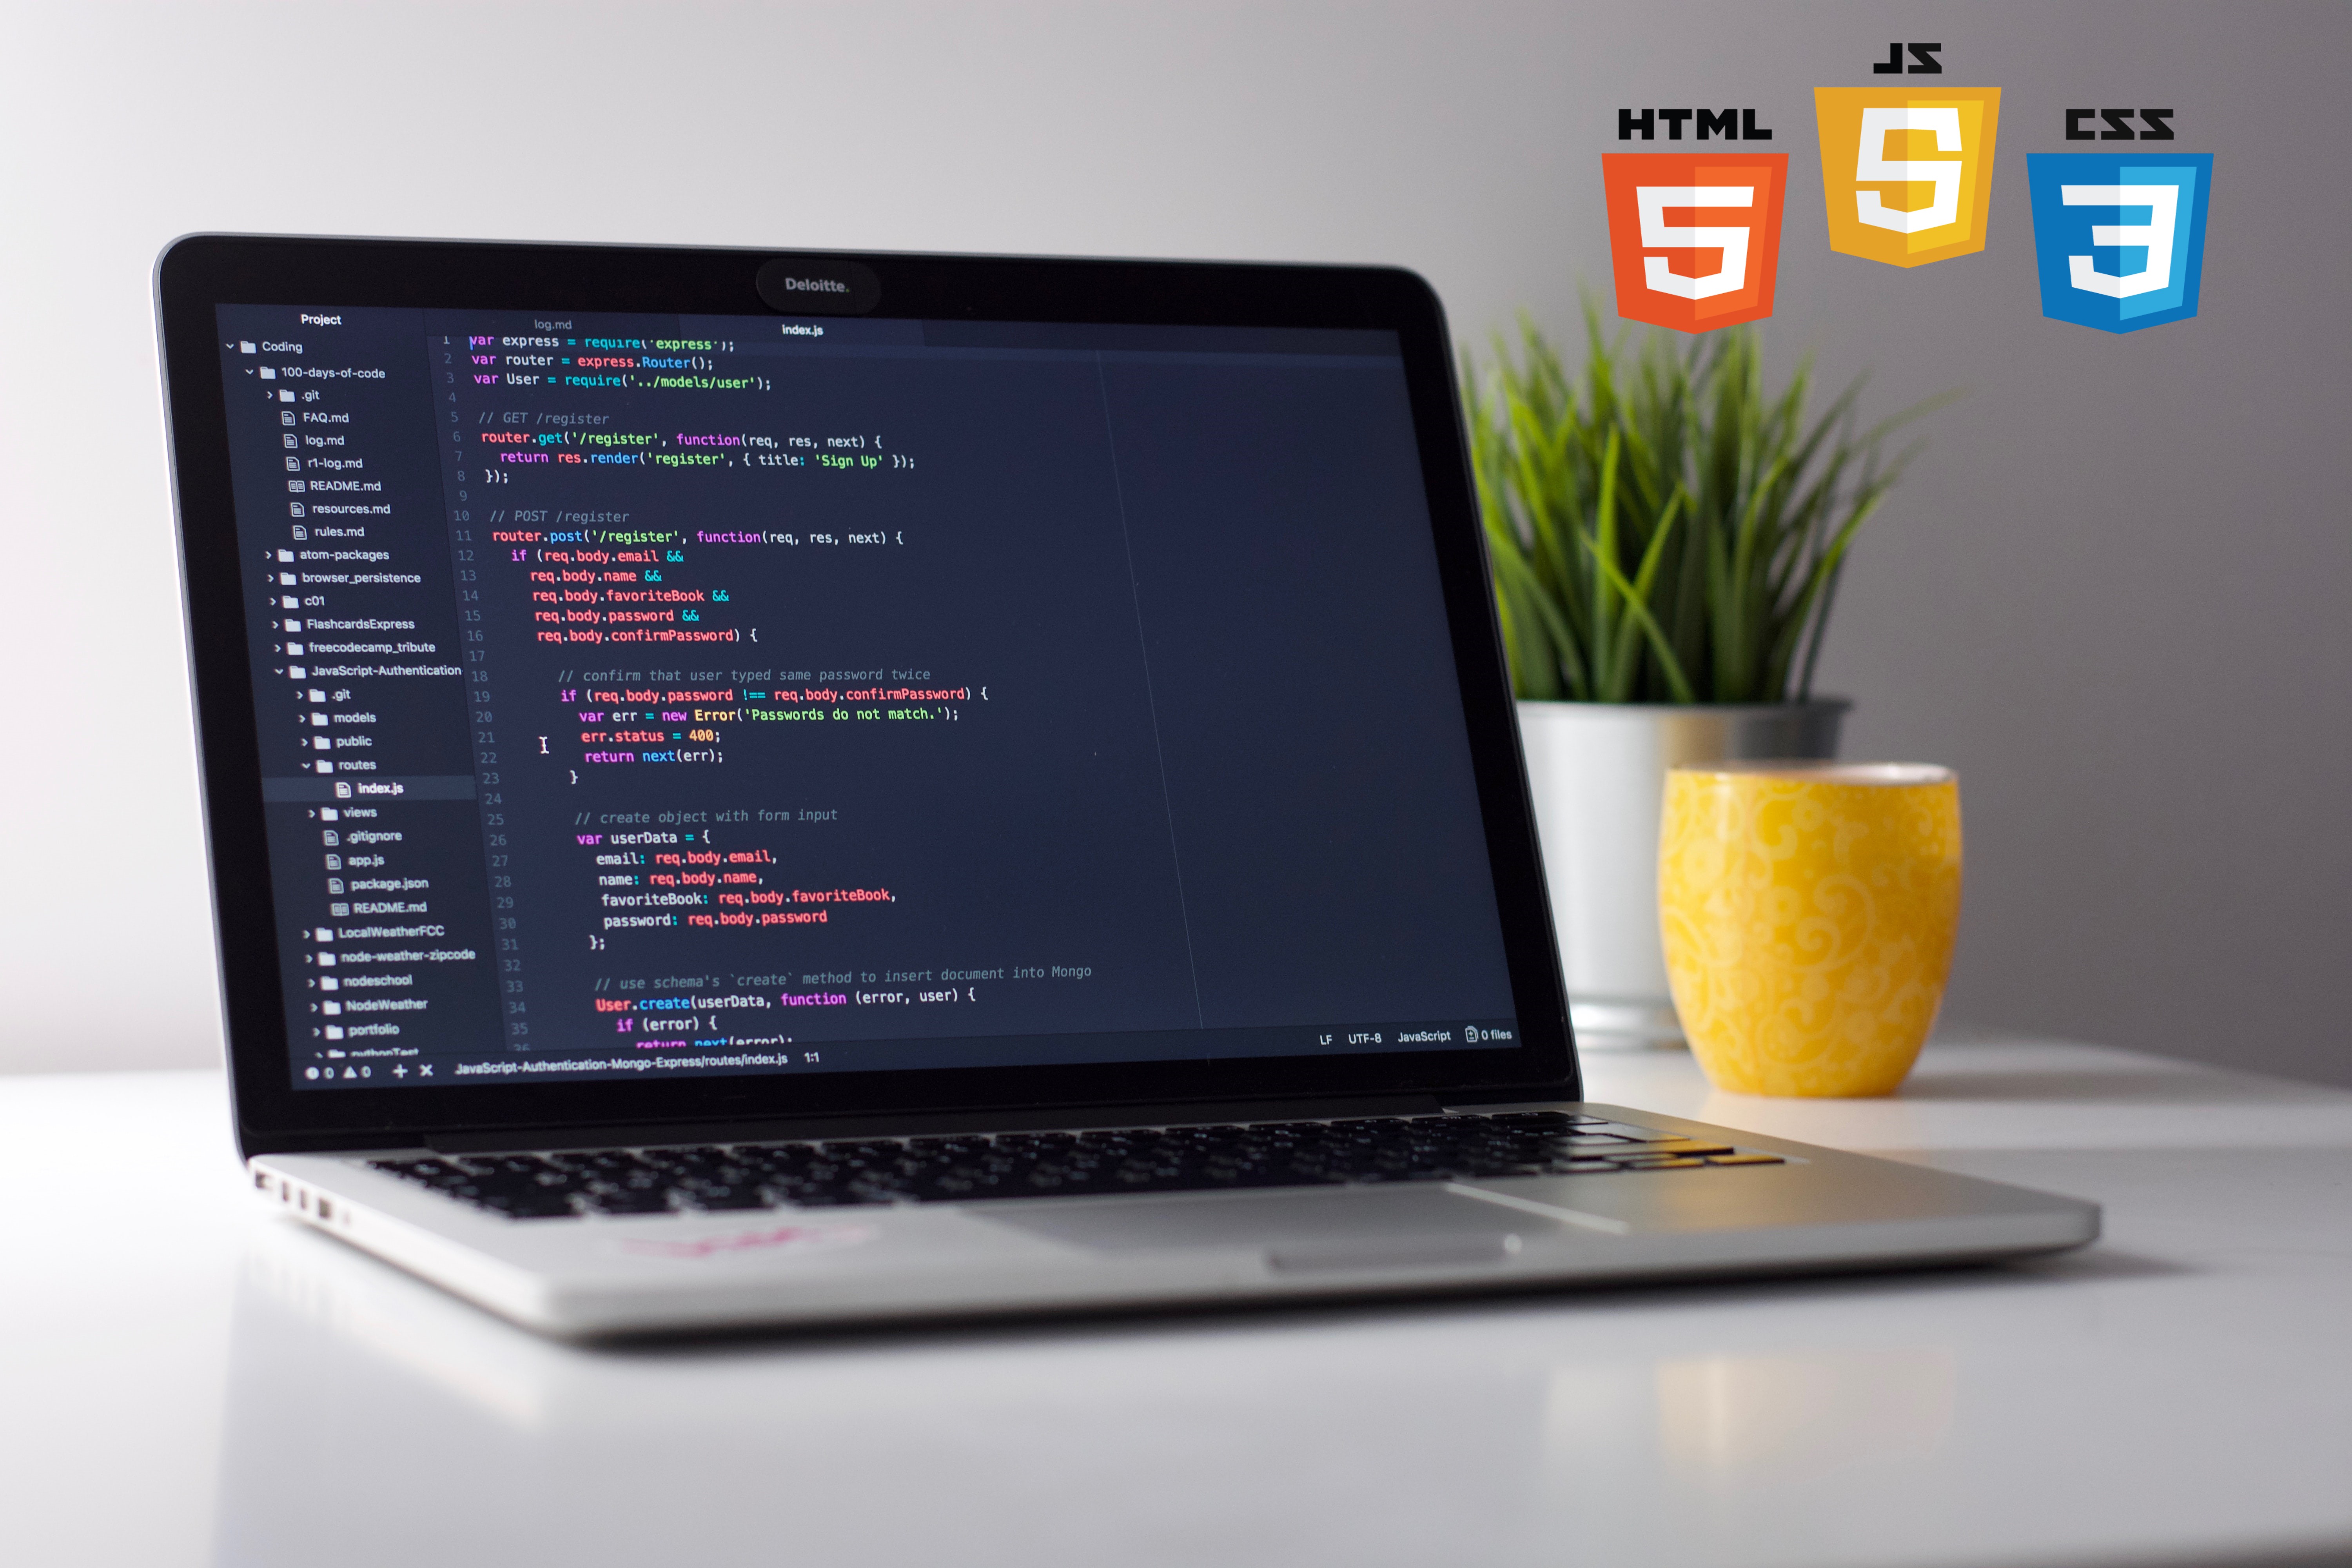 JS
HTML
CSS
Deloitte.
Project
Coding
100-days-of-code
.git
FAQ.md
log.md
r1-log.md
README.md
resources.md
rules.md
atom-packages
browser_persistence
c01
FlashcardsExpress
freecodecamp_tribute
JavaScript-Authentication
.git
models
public
routes
index.js
views
.gitignore
app.js
package.json
README.md
LocalWeatherFCC
node-weather-zipcode
nodeschool
NodeWeather
portfolio
pythonTest
log.md
index.js
1 var express = require('express');
2 var router = express.Router();
3 var User = require('../models/user');
4
5 // GET /register
6 router.get('/register', function(req, res, next) {
7 return res.render('register', { title: 'Sign Up' });
8 });
9
10 // POST /register
11 router.post('/register', function(req, res, next) {
12 if (req.body.email &&
13 req.body.name &&
14 req.body.favoriteBook &&
15 req.body.password &&
16 req.body.confirmPassword) {
17
18 // confirm that user typed same password twice
19 if (req.body.password !== req.body.confirmPassword) {
20 var err = new Error('Passwords do not match.');
21 err.status = 400;
22 return next(err);
23 }
24
25 // create object with form input
26 var userData = {
27 email: req.body.email,
28 name: req.body.name,
29 favoriteBook: req.body.favoriteBook,
30 password: req.body.password
31 };
32
33 // use schema's `create` method to insert document into Mongo
34 User.create(userData, function (error, user) {
35 if (error) {
36 return next(error);
0 0 JavaScript-Authentication-Mongo-Express/routes/index.js 1:1
LF UTF-8 JavaScript 0 files